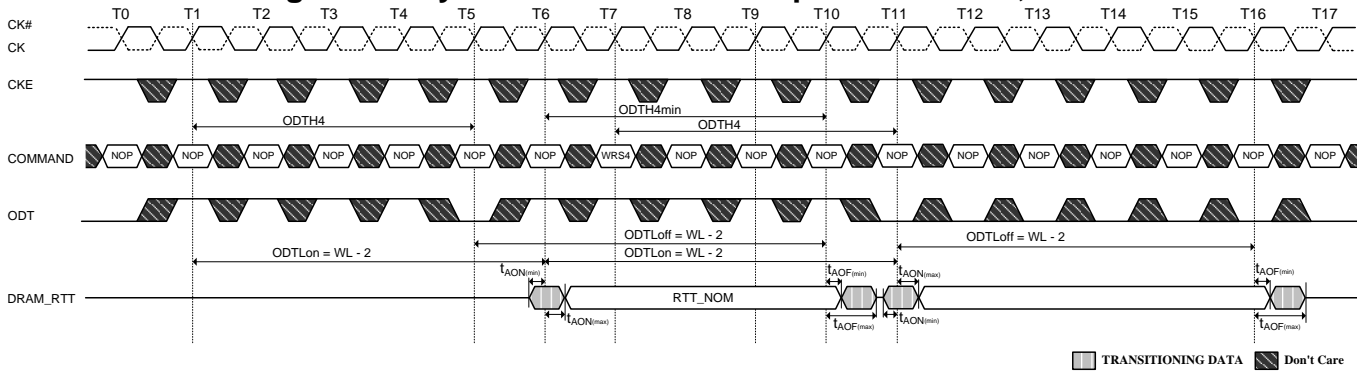 T0 T1 T2 T3 T4 T5 T6 T7 T8 T9 T10 T11 T12 T13 T14 T15 T16 T17
CK#
CK
CKE
ODTH4
ODTH4min
ODTH4
COMMAND NOP NOP NOP NOP NOP NOP NOP WRS4 NOP NOP NOP NOP NOP NOP NOP NOP NOP NOP
ODT
ODTLoff = WL - 2
ODTLoff = WL - 2
ODTLon = WL - 2
ODTLon = WL - 2
tAON(min) tAOF(min) tAON(max) tAOF(min)
DRAM_RTT RTT_NOM
tAON(max) tAOF(max) tAON(min) tAOF(max)
TRANSITIONING DATA Don't Care